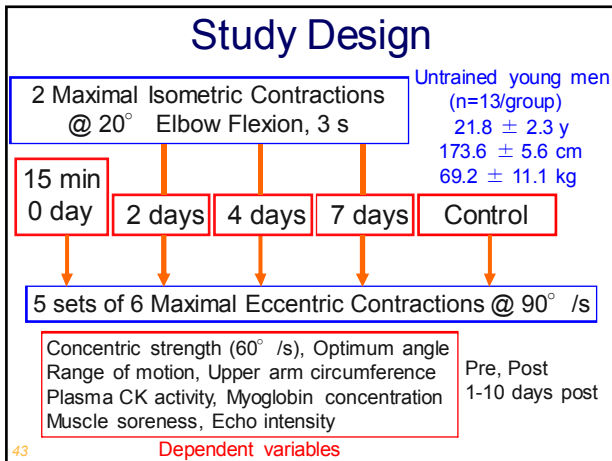 Study Design
2 Maximal Isometric Contractions
@ 20° Elbow Flexion, 3 s
Untrained young men
(n=13/group)
21.8 ± 2.3 y
173.6 ± 5.6 cm
69.2 ± 11.1 kg
15 min
0 day
2 days
4 days
7 days
Control
5 sets of 6 Maximal Eccentric Contractions @ 90° /s
Concentric strength (60° /s), Optimum angle
Range of motion, Upper arm circumference
Plasma CK activity, Myoglobin concentration
Muscle soreness, Echo intensity
Pre, Post
1-10 days post
43
Dependent variables